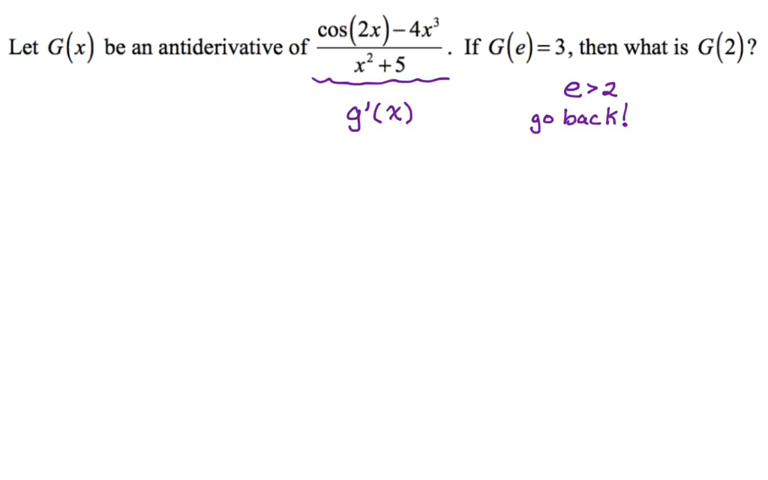 Let G(x) be an antiderivative of (cos(2x)−4x³)/(x²+5). If G(e)=3, then what is G(2)?
g'(x)
e>2
go back!